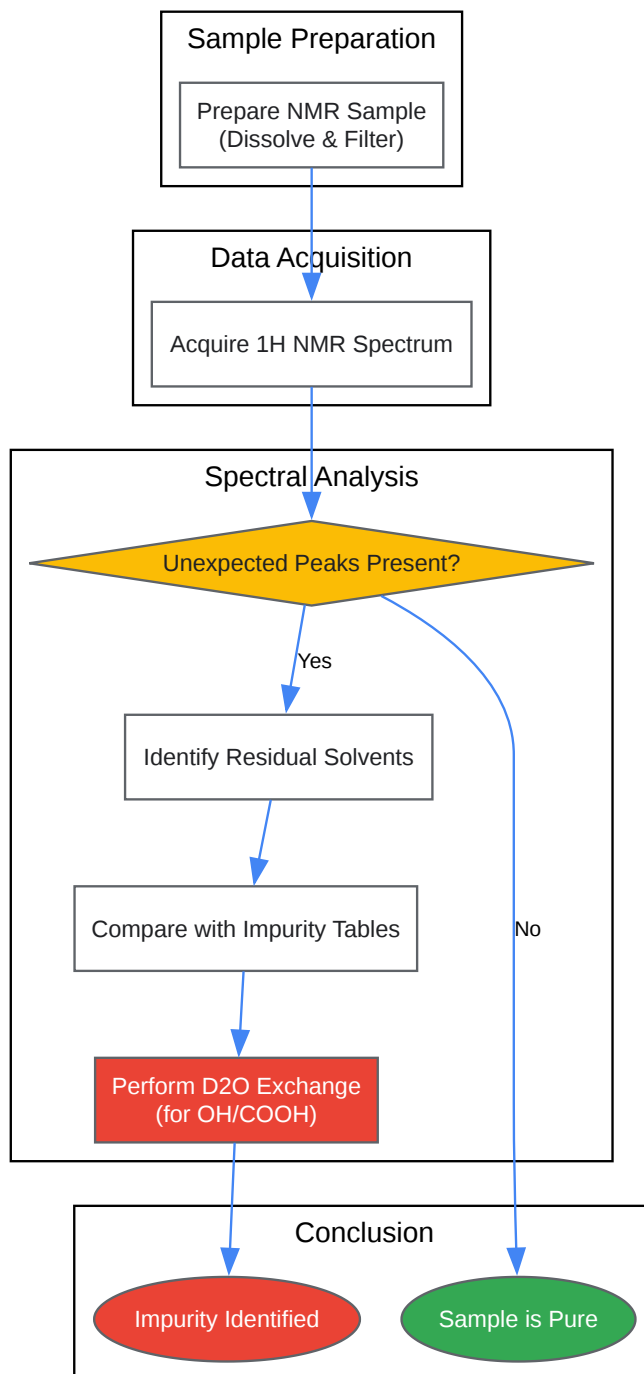 Sample Preparation
Prepare NMR Sample
(Dissolve & Filter)
Data Acquisition
Acquire 1H NMR Spectrum
Spectral Analysis
Unexpected Peaks Present?
Yes
Identify Residual Solvents
Compare with Impurity Tables
No
Perform D2O Exchange
(for OH/COOH)
Conclusion
Impurity Identified
Sample is Pure